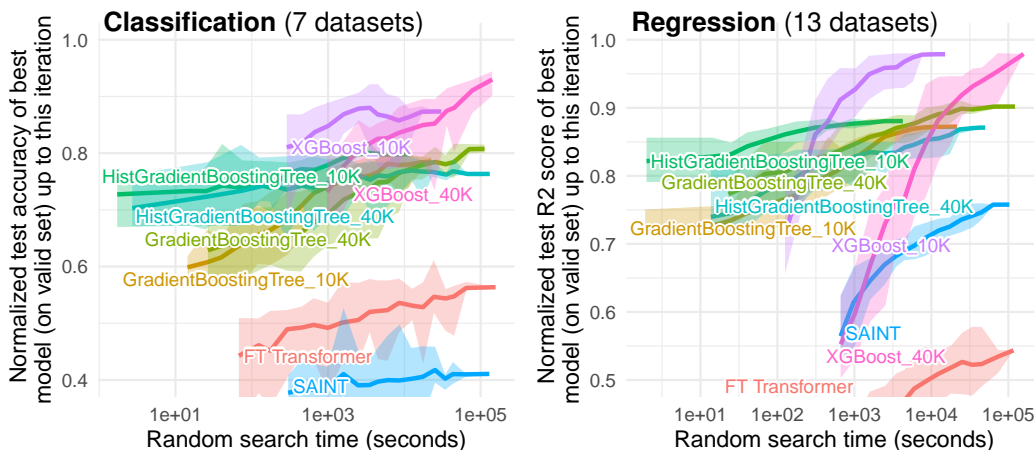 Classification (7 datasets)
Normalized test accuracy of best
model (on valid set) up to this iteration
1.0
0.8
0.6
0.4
XGBoost_10K
HistGradientBoostingTree_10K
XGBoost_40K
HistGradientBoostingTree_40K
GradientBoostingTree_40K
GradientBoostingTree_10K
FT Transformer
SAINT
1e+01
1e+03
1e+05
Random search time (seconds)
Regression (13 datasets)
Normalized test R2 score of best
model (on valid set) up to this iteration
1.0
0.9
0.8
0.7
0.6
0.5
HistGradientBoostingTree_10K
GradientBoostingTree_40K
HistGradientBoostingTree_40K
GradientBoostingTree_10K
XGBoost_10K
SAINT
XGBoost_40K
FT Transformer
1e+01
1e+02
1e+03
1e+04
1e+05
Random search time (seconds)